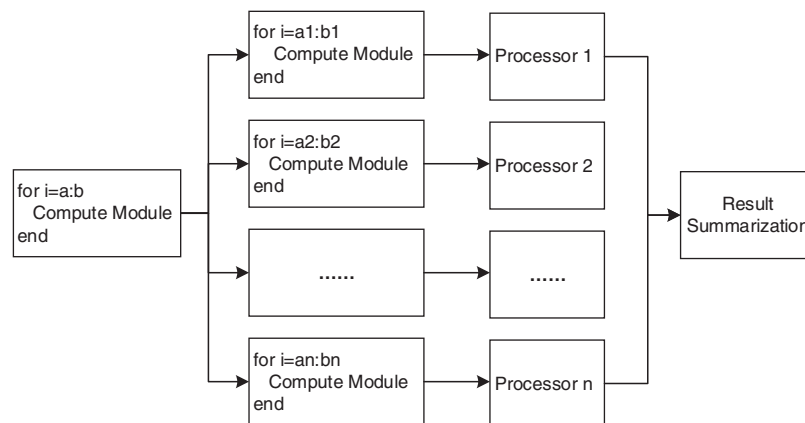 for i=a:b
Compute Module
end
for i=a1:b1
Compute Module
end
Processor 1
for i=a2:b2
Compute Module
end
Processor 2
......
......
for i=an:bn
Compute Module
end
Processor n
Result
Summarization